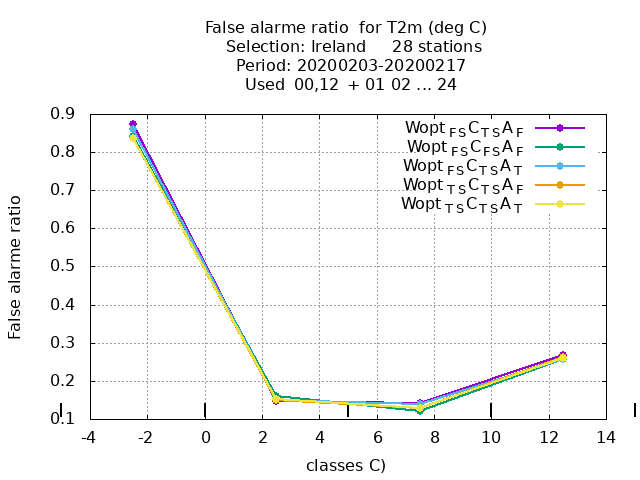 False alarme ratio  for T2m (deg C)
Selection: Ireland     28 stations
Period: 20200203-20200217
Used  00,12  + 01 02 ... 24
Wopt FS C TS A F
Wopt FS C FS A F
Wopt FS C TS A T
Wopt TS C TS A F
Wopt TS C TS A T
False alarme ratio
0.9
0.8
0.7
0.6
0.5
0.4
0.3
0.2
0.1
-4 -2 0 2 4 6 8 10 12 14
classes C)